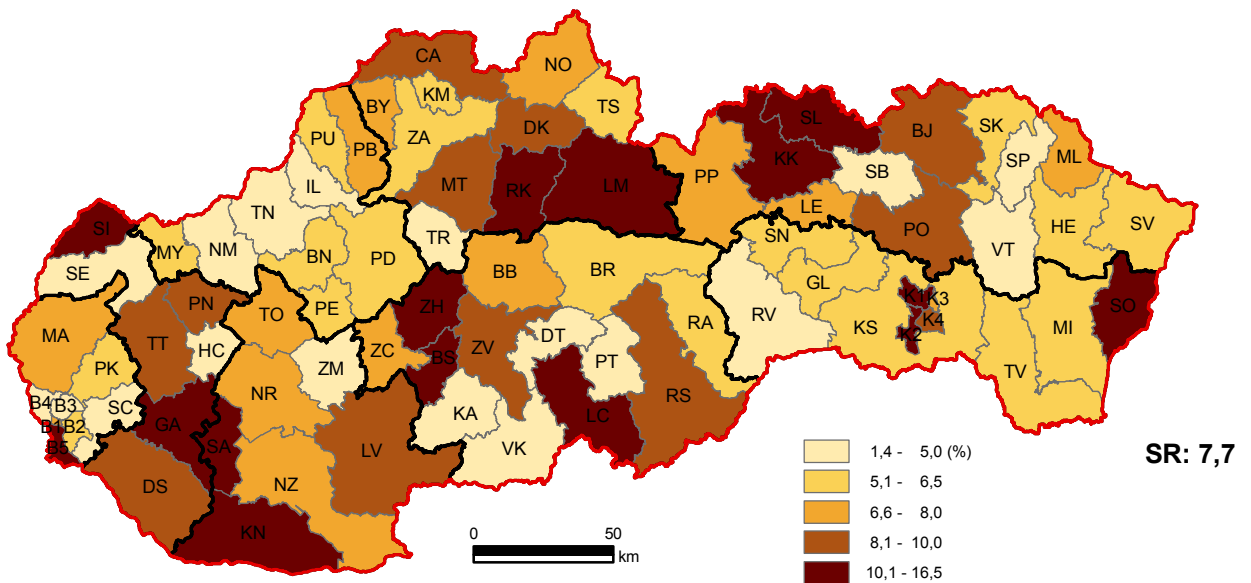 CA
NO
BY
KM
TS
PU
PB
ZA
DK
SL
BJ
SK
SP
ML
IL
MT
RK
LM
PP
KK
SB
LE
SI
TN
TR
PO
VT
HE
SV
SE
MY
NM
BN
PD
BB
BR
SN
GL
MA
PN
TO
PE
ZH
RA
RV
KS
K1
K3
K4
K2
MI
SO
TT
HC
ZM
ZC
BS
ZV
DT
PT
TV
PK
B4
B3
SC
NR
KA
RS
B1
B2
GA
SA
LV
VK
LC
B5
DS
NZ
KN
0 50
km
1,4 - 5,0 (%)
5,1 - 6,5
6,6 - 8,0
8,1 - 10,0
10,1 - 16,5
SR: 7,7